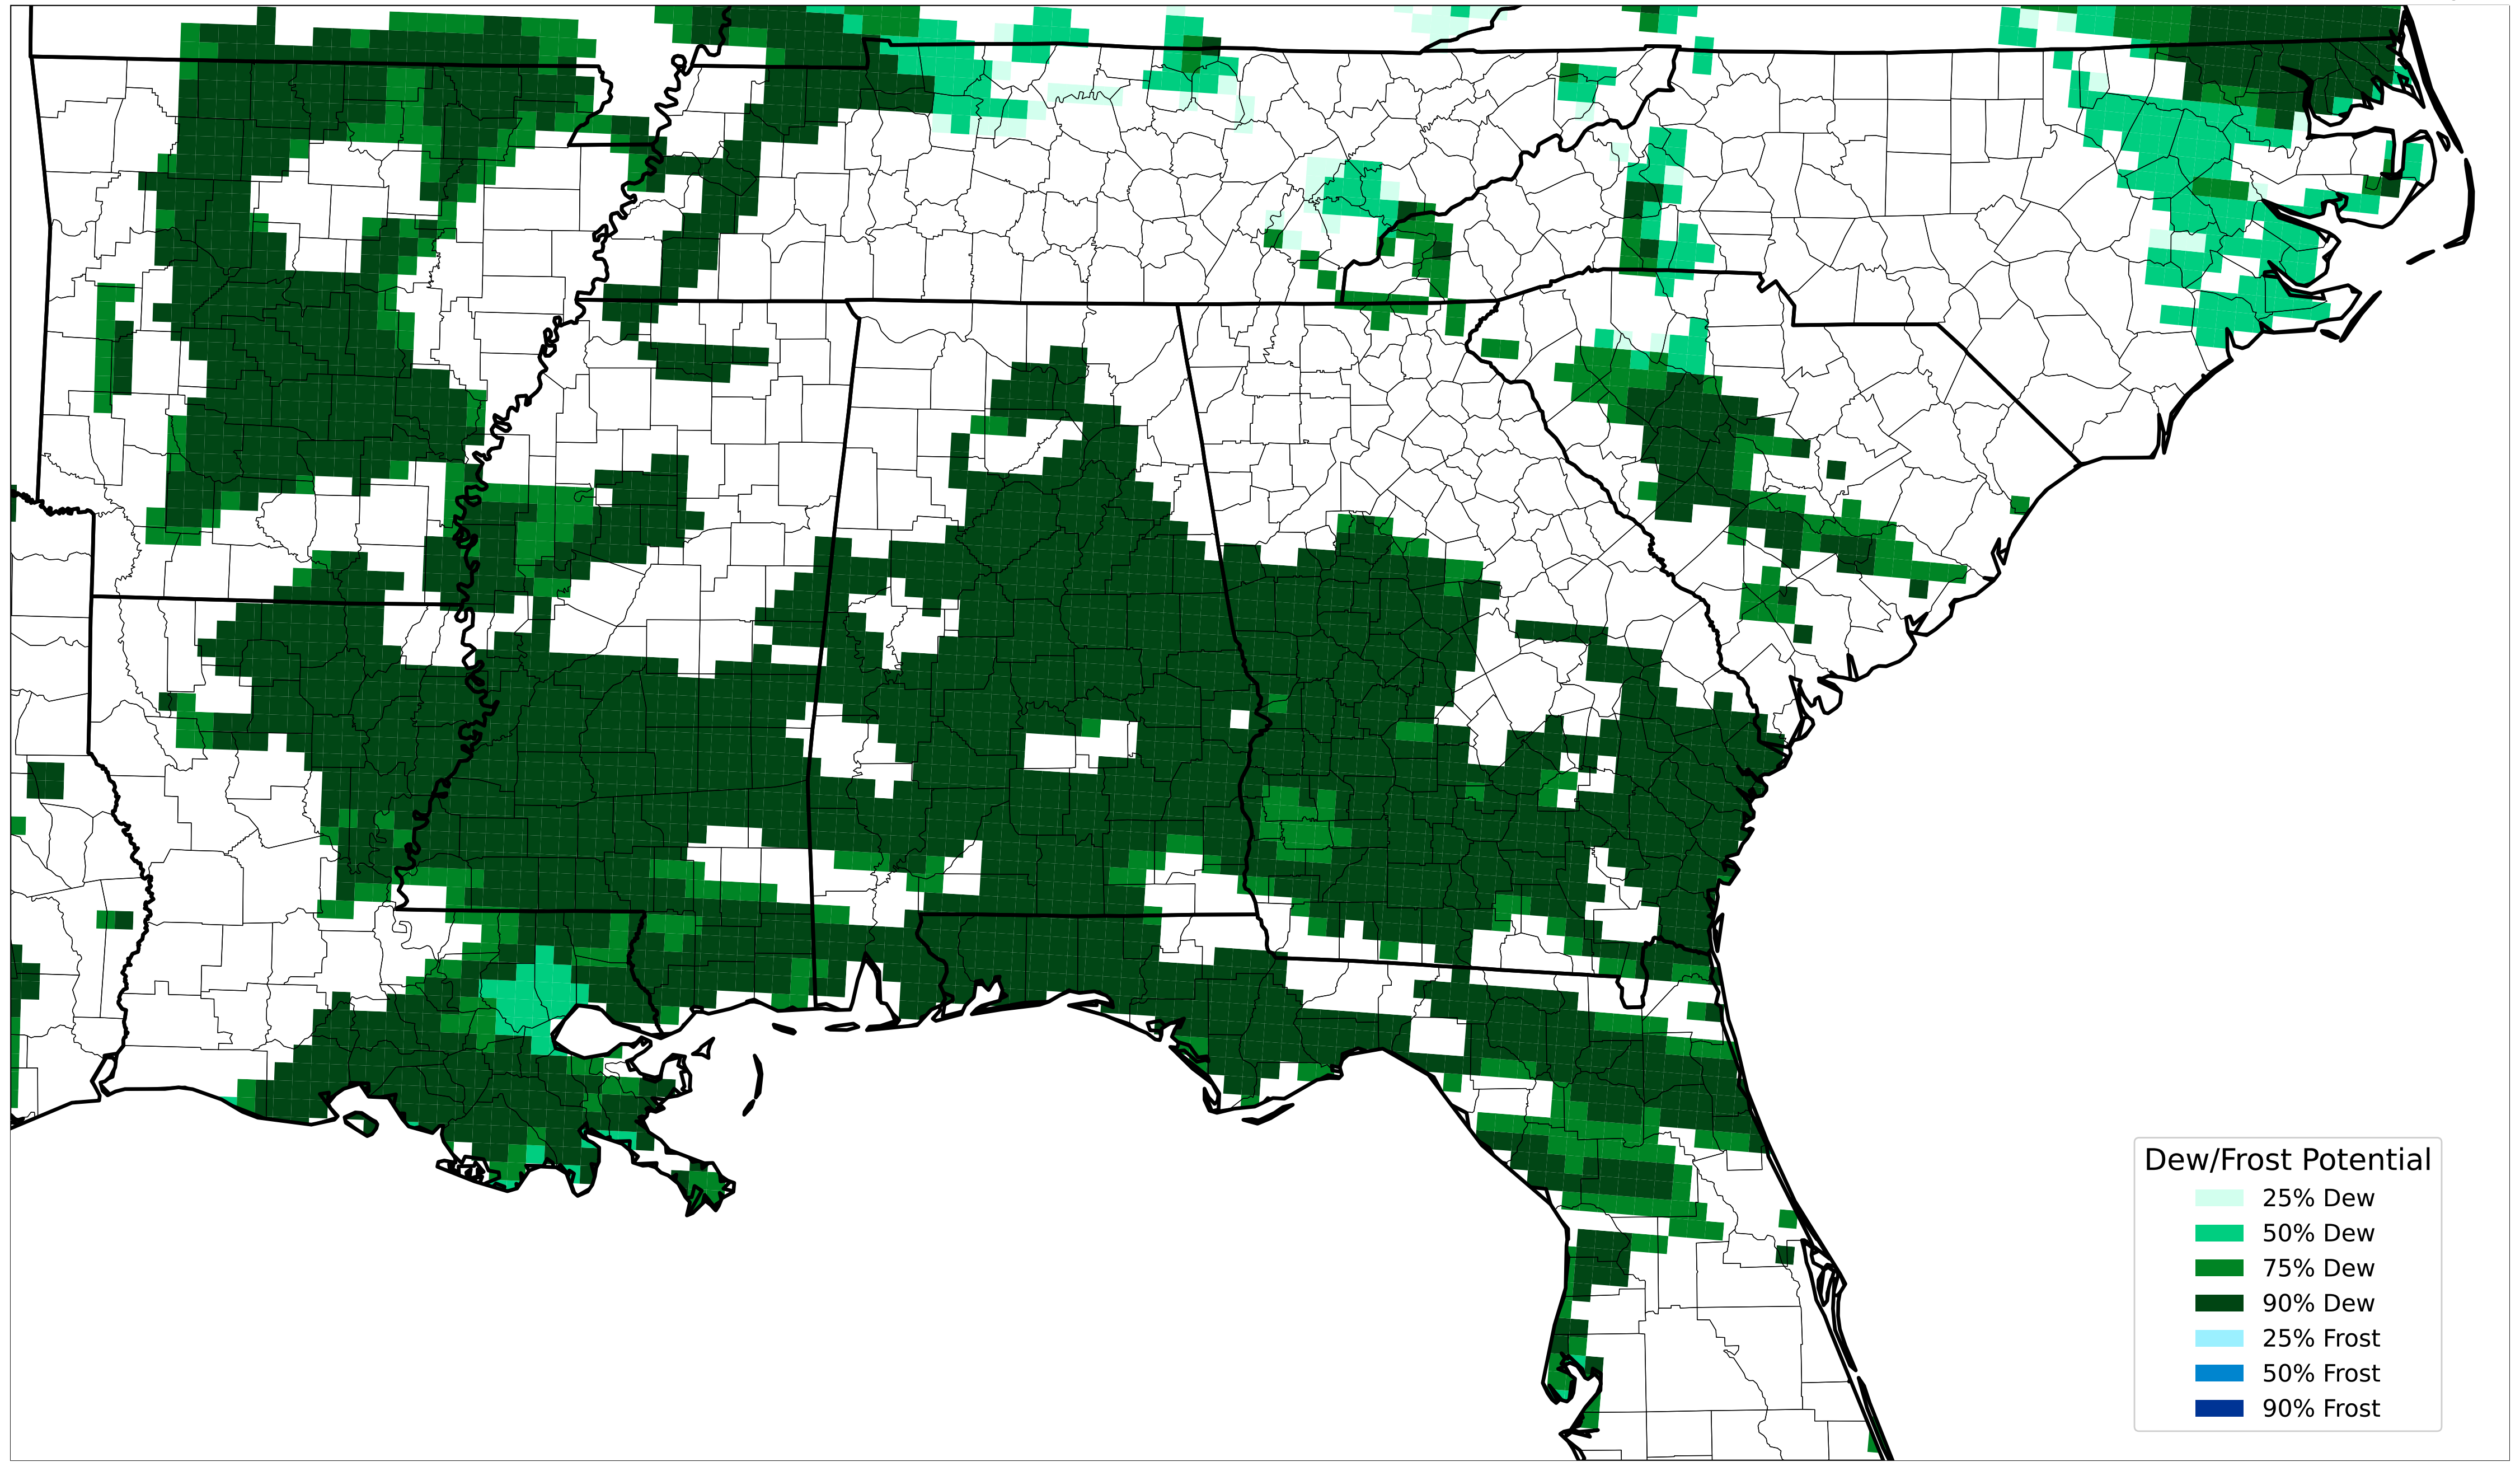 Dew/Frost Potential
25% Dew
50% Dew
75% Dew
90% Dew
25% Frost
50% Frost
90% Frost